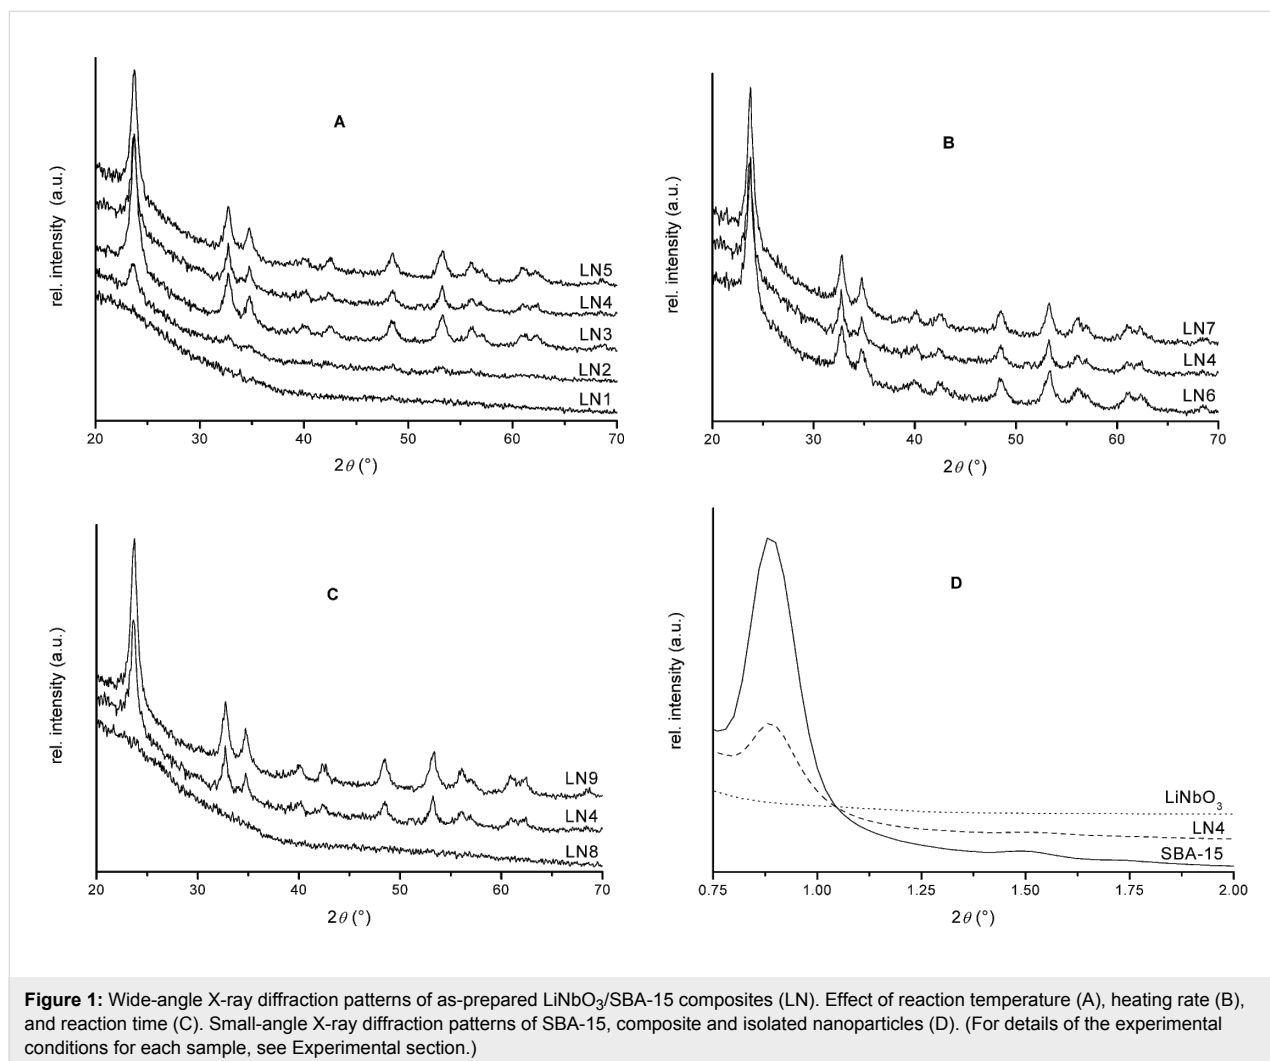 A
rel. intensity (a.u.)
LN5
LN4
LN3
LN2
LN1
20 30 40 50 60 70
2θ (°)
B
rel. intensity (a.u.)
LN7
LN4
LN6
20 30 40 50 60 70
2θ (°)
C
rel. intensity (a.u.)
LN9
LN4
LN8
20 30 40 50 60 70
2θ (°)
D
rel. intensity (a.u.)
LiNbO₃
LN4
SBA-15
0.75 1.00 1.25 1.50 1.75 2.00
2θ (°)
Figure 1: Wide-angle X-ray diffraction patterns of as-prepared LiNbO₃/SBA-15 composites (LN). Effect of reaction temperature (A), heating rate (B),
and reaction time (C). Small-angle X-ray diffraction patterns of SBA-15, composite and isolated nanoparticles (D). (For details of the experimental
conditions for each sample, see Experimental section.)